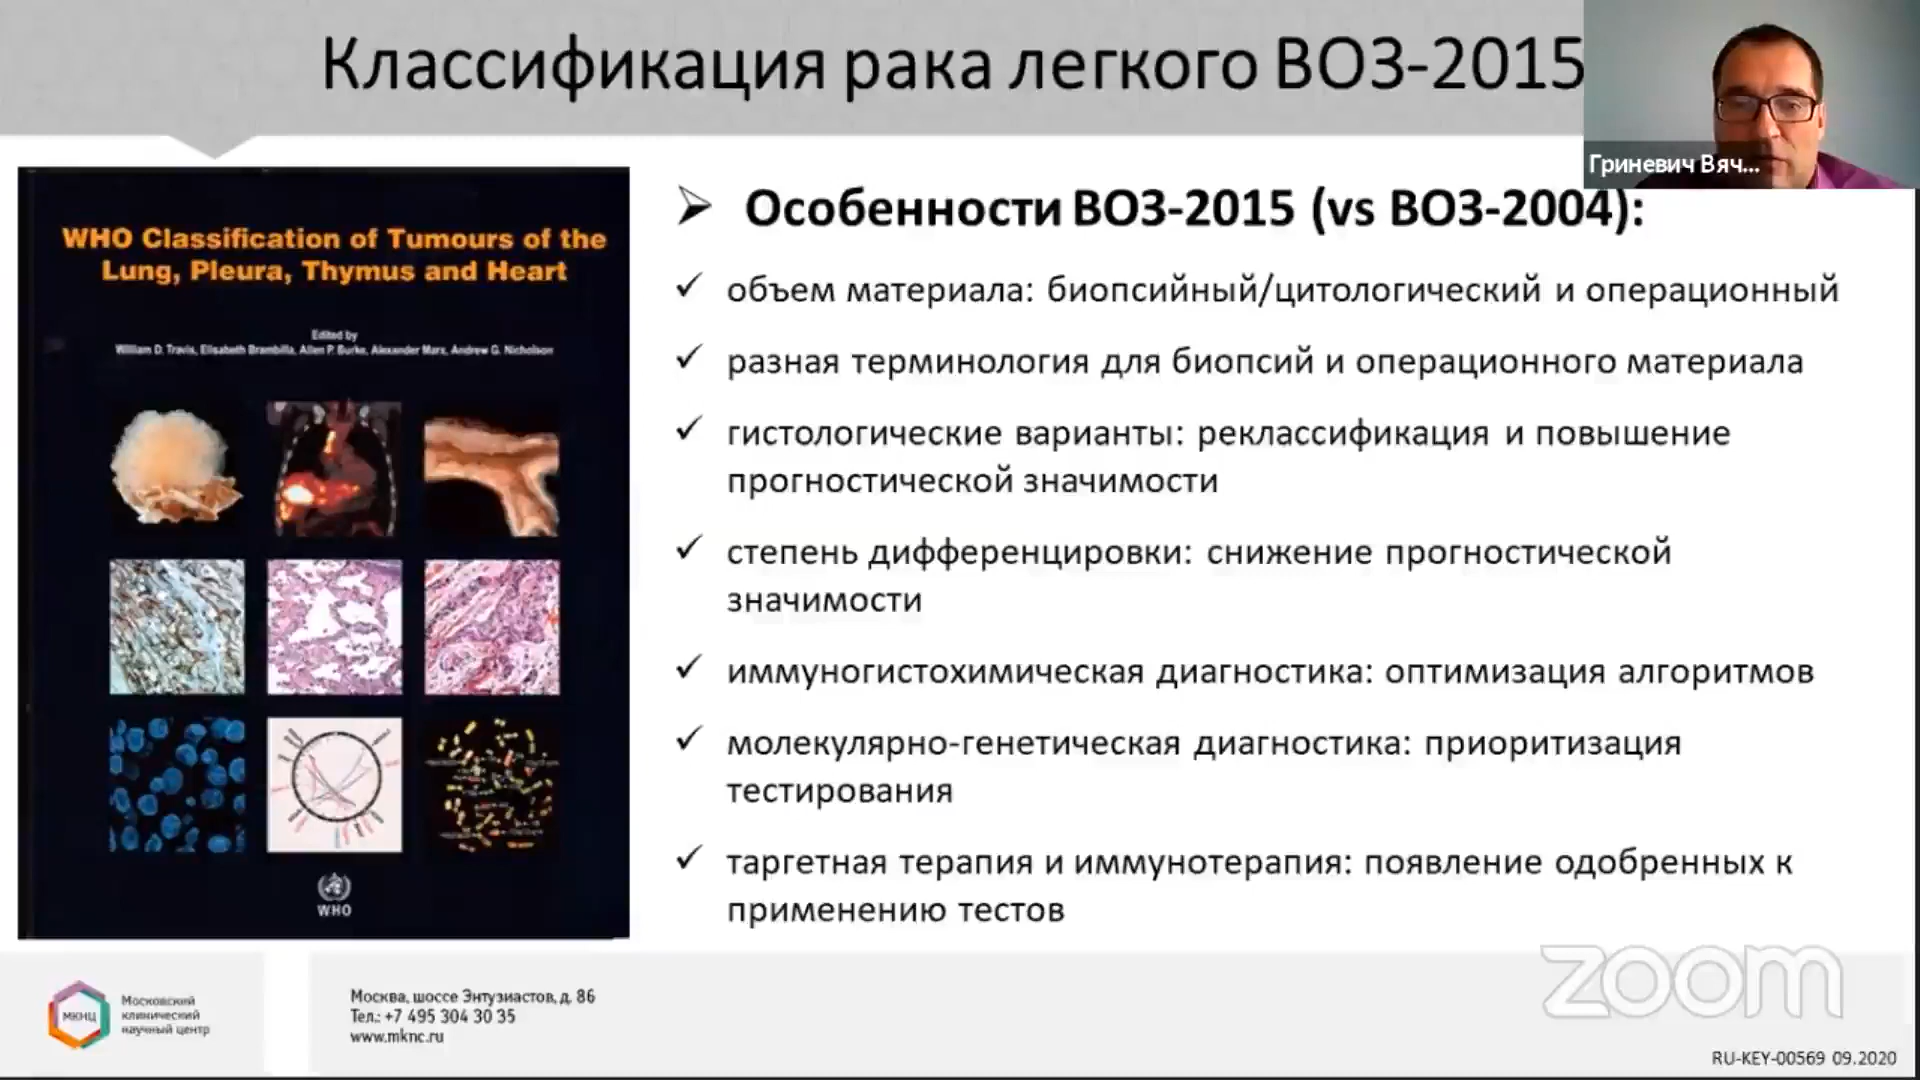 Классификация рака легкого ВОЗ-2015
Гриневич Вяч...
WHO Classification of Tumours of the
Lung, Pleura, Thymus and Heart
Edited by
William D. Travis, Elisabeth Brambilla, Allen P. Burke, Alexander Marx, Andrew G. Nicholson
WHO
➢ Особенности ВОЗ-2015 (vs ВОЗ-2004):
✓ объем материала: биопсийный/цитологический и операционный
✓ разная терминология для биопсий и операционного материала
✓ гистологические варианты: реклассификация и повышение
прогностической значимости
✓ степень дифференцировки: снижение прогностической
значимости
✓ иммуногистохимическая диагностика: оптимизация алгоритмов
✓ молекулярно-генетическая диагностика: приоритизация
тестирования
✓ таргетная терапия и иммунотерапия: появление одобренных к
применению тестов
МКНЦ
Московский
клинический
научный центр
Москва, шоссе Энтузиастов, д. 86
Тел.: +7 495 304 30 35
www.mknc.ru
zoom
RU-KEY-00569 09.2020